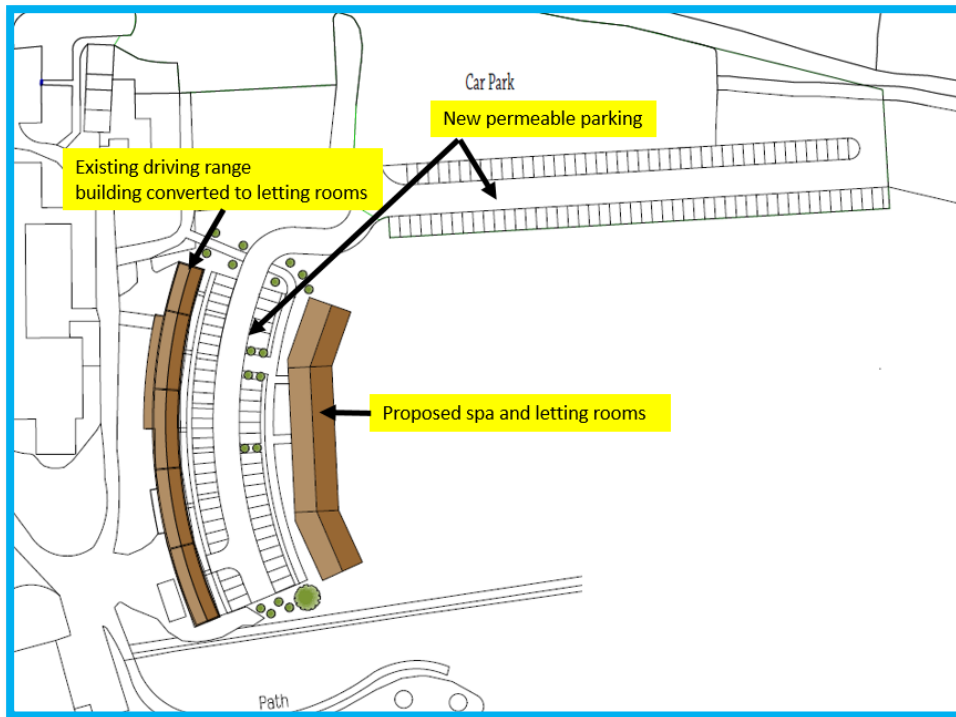 Car Park
New permeable parking
Existing driving range
building converted to letting rooms
Proposed spa and letting rooms
Path